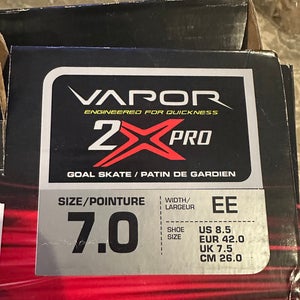 VAPOR
ENGINEERED FOR QUICKNESS
2X PRO
GOAL SKATE / PATIN DE GARDIEN
SIZE/POINTURE
7.0
WIDTH/
LARGEUR
EE
SHOE
SIZE
US 8.5
EUR 42.0
UK 7.5
CM 26.0